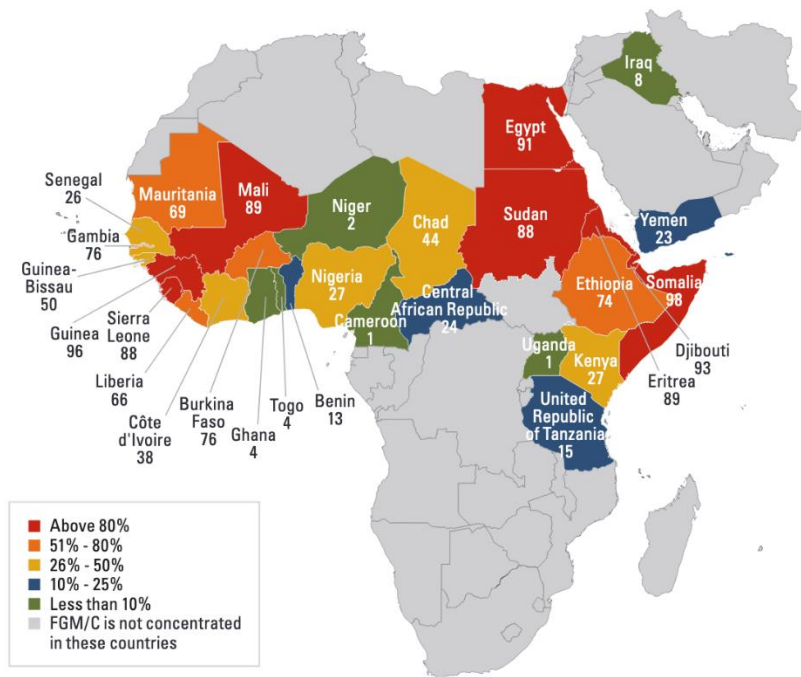 Iraq
8
Egypt
91
Senegal
26
Mauritania
69
Mali
89
Niger
2
Chad
44
Sudan
88
Yemen
23
Gambia
76
Guinea-
Bissau
50
Nigeria
27
Ethiopia
74
Somalia
98
Central
African Republic
24
Cameroon
1
Guinea
96
Sierra
Leone
88
Uganda
1
Kenya
27
Djibouti
93
Eritrea
89
Liberia
66
Burkina
Faso
76
Togo
4
Benin
13
Côte
d'Ivoire
38
Ghana
4
United
Republic
of Tanzania
15
Above 80%
51% - 80%
26% - 50%
10% - 25%
Less than 10%
FGM/C is not concentrated
in these countries